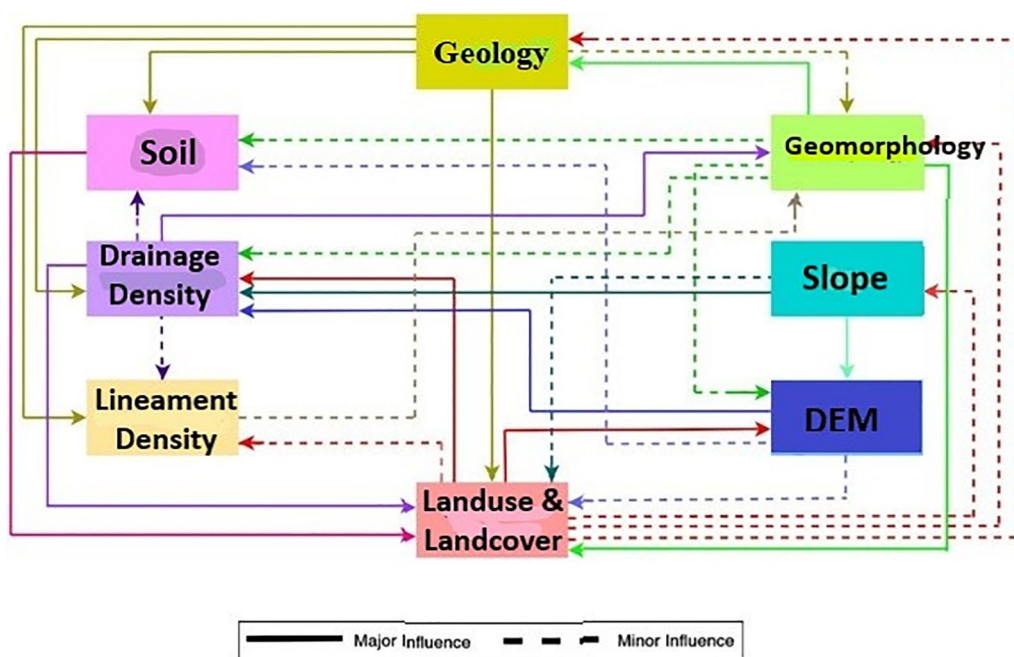 Geology
Soil
Geomorphology
Drainage
Density
Slope
Lineament
Density
DEM
Landuse &
Landcover
Major Influence
Minor Influence